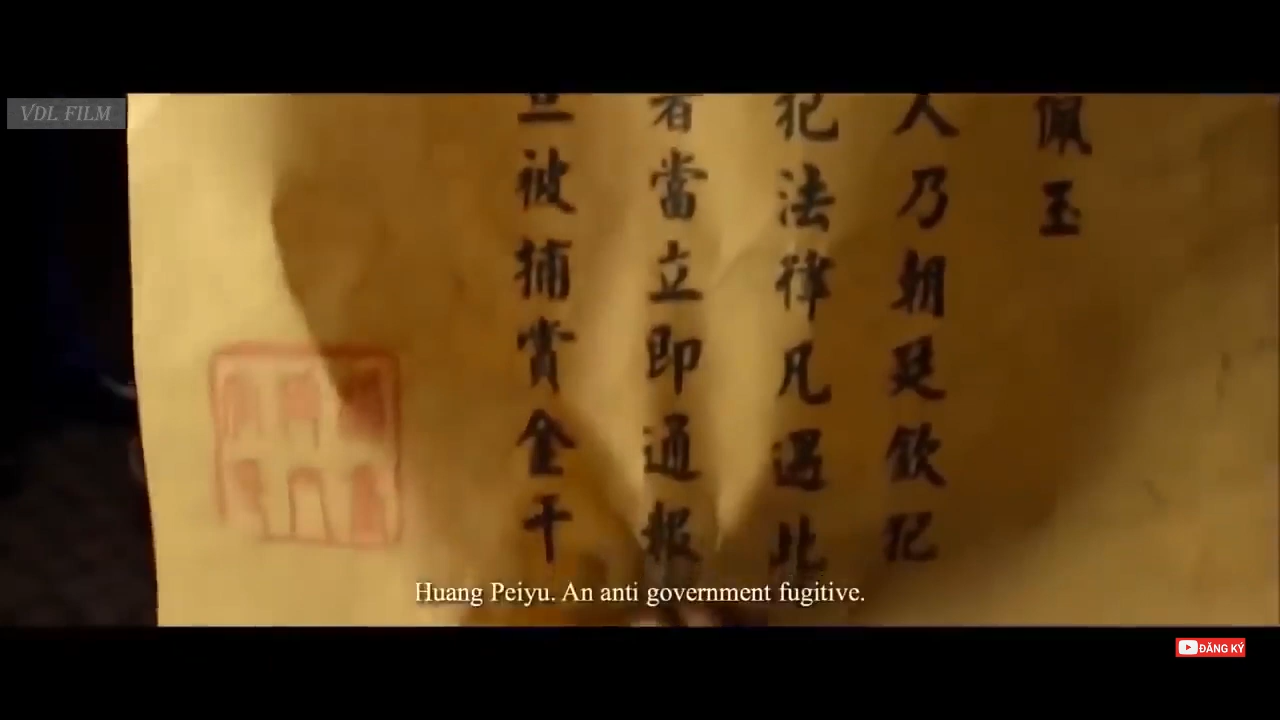 VDL FILM
佩玉
人乃朝廷欽犯
犯法律凡遇此
者當立即通報
被捕賞金千
Huang Peiyu. An anti government fugitive.
ĐĂNG KÝ